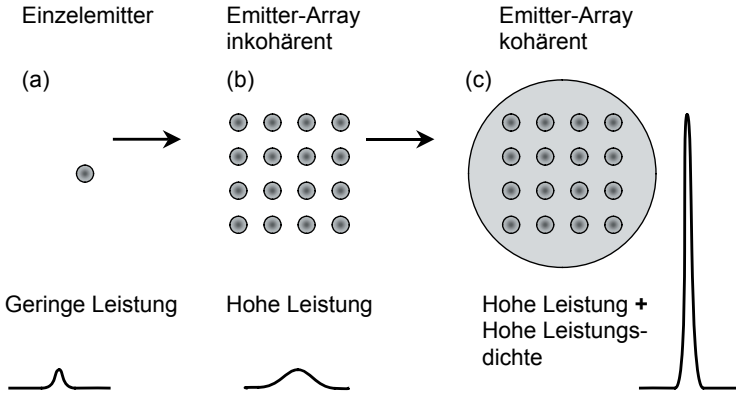 Einzelemitter
Emitter-Array
inkohärent
Emitter-Array
kohärent
(a)
(b)
(c)
Geringe Leistung
Hohe Leistung
Hohe Leistung +
Hohe Leistungs-
dichte